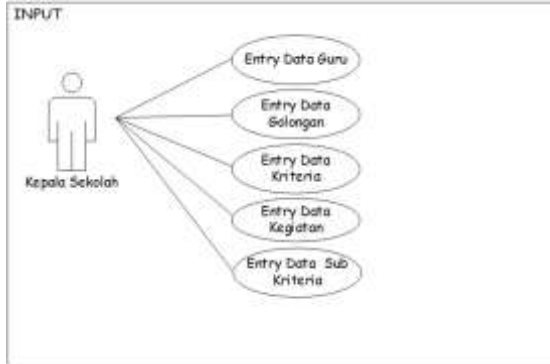 INPUT
Entry Data Guru
Entry Data
Golongan
Entry Data
Kriteria
Kepala Sekolah
Entry Data
Kegiatan
Entry Data Sub
Kriteria